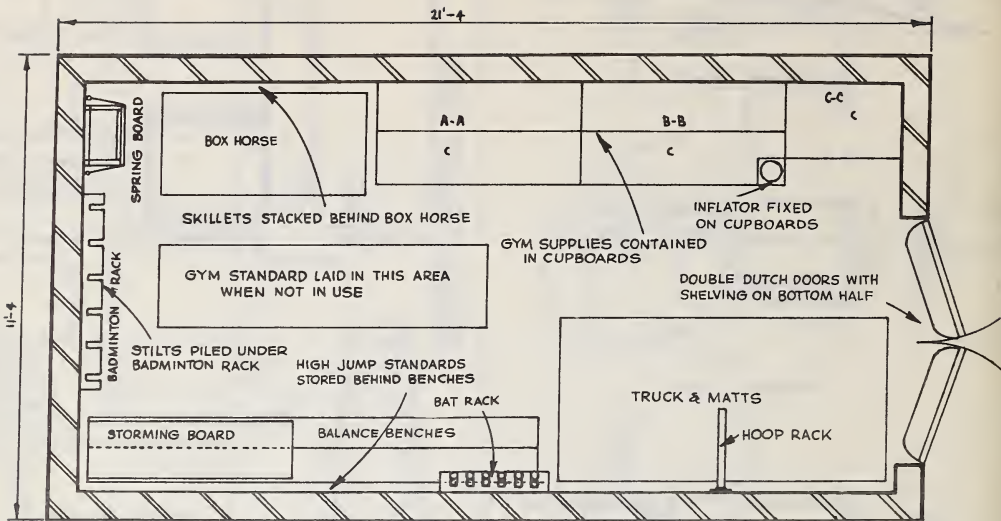 21'-4
11'-4
SPRING BOARD
BOX HORSE
A-A
C
B-B
C
C-C
C
SKILLETS STACKED BEHIND BOX HORSE
INFLATOR FIXED
ON CUPBOARDS
GYM SUPPLIES CONTAINED
IN CUPBOARDS
GYM STANDARD LAID IN THIS AREA
WHEN NOT IN USE
DOUBLE DUTCH DOORS WITH
SHELVING ON BOTTOM HALF
BADMINTON RACK
STILTS PILED UNDER
BADMINTON RACK
HIGH JUMP STANDARDS
STORED BEHIND BENCHES
BAT RACK
TRUCK & MATTS
HOOP RACK
STORMING BOARD
BALANCE BENCHES